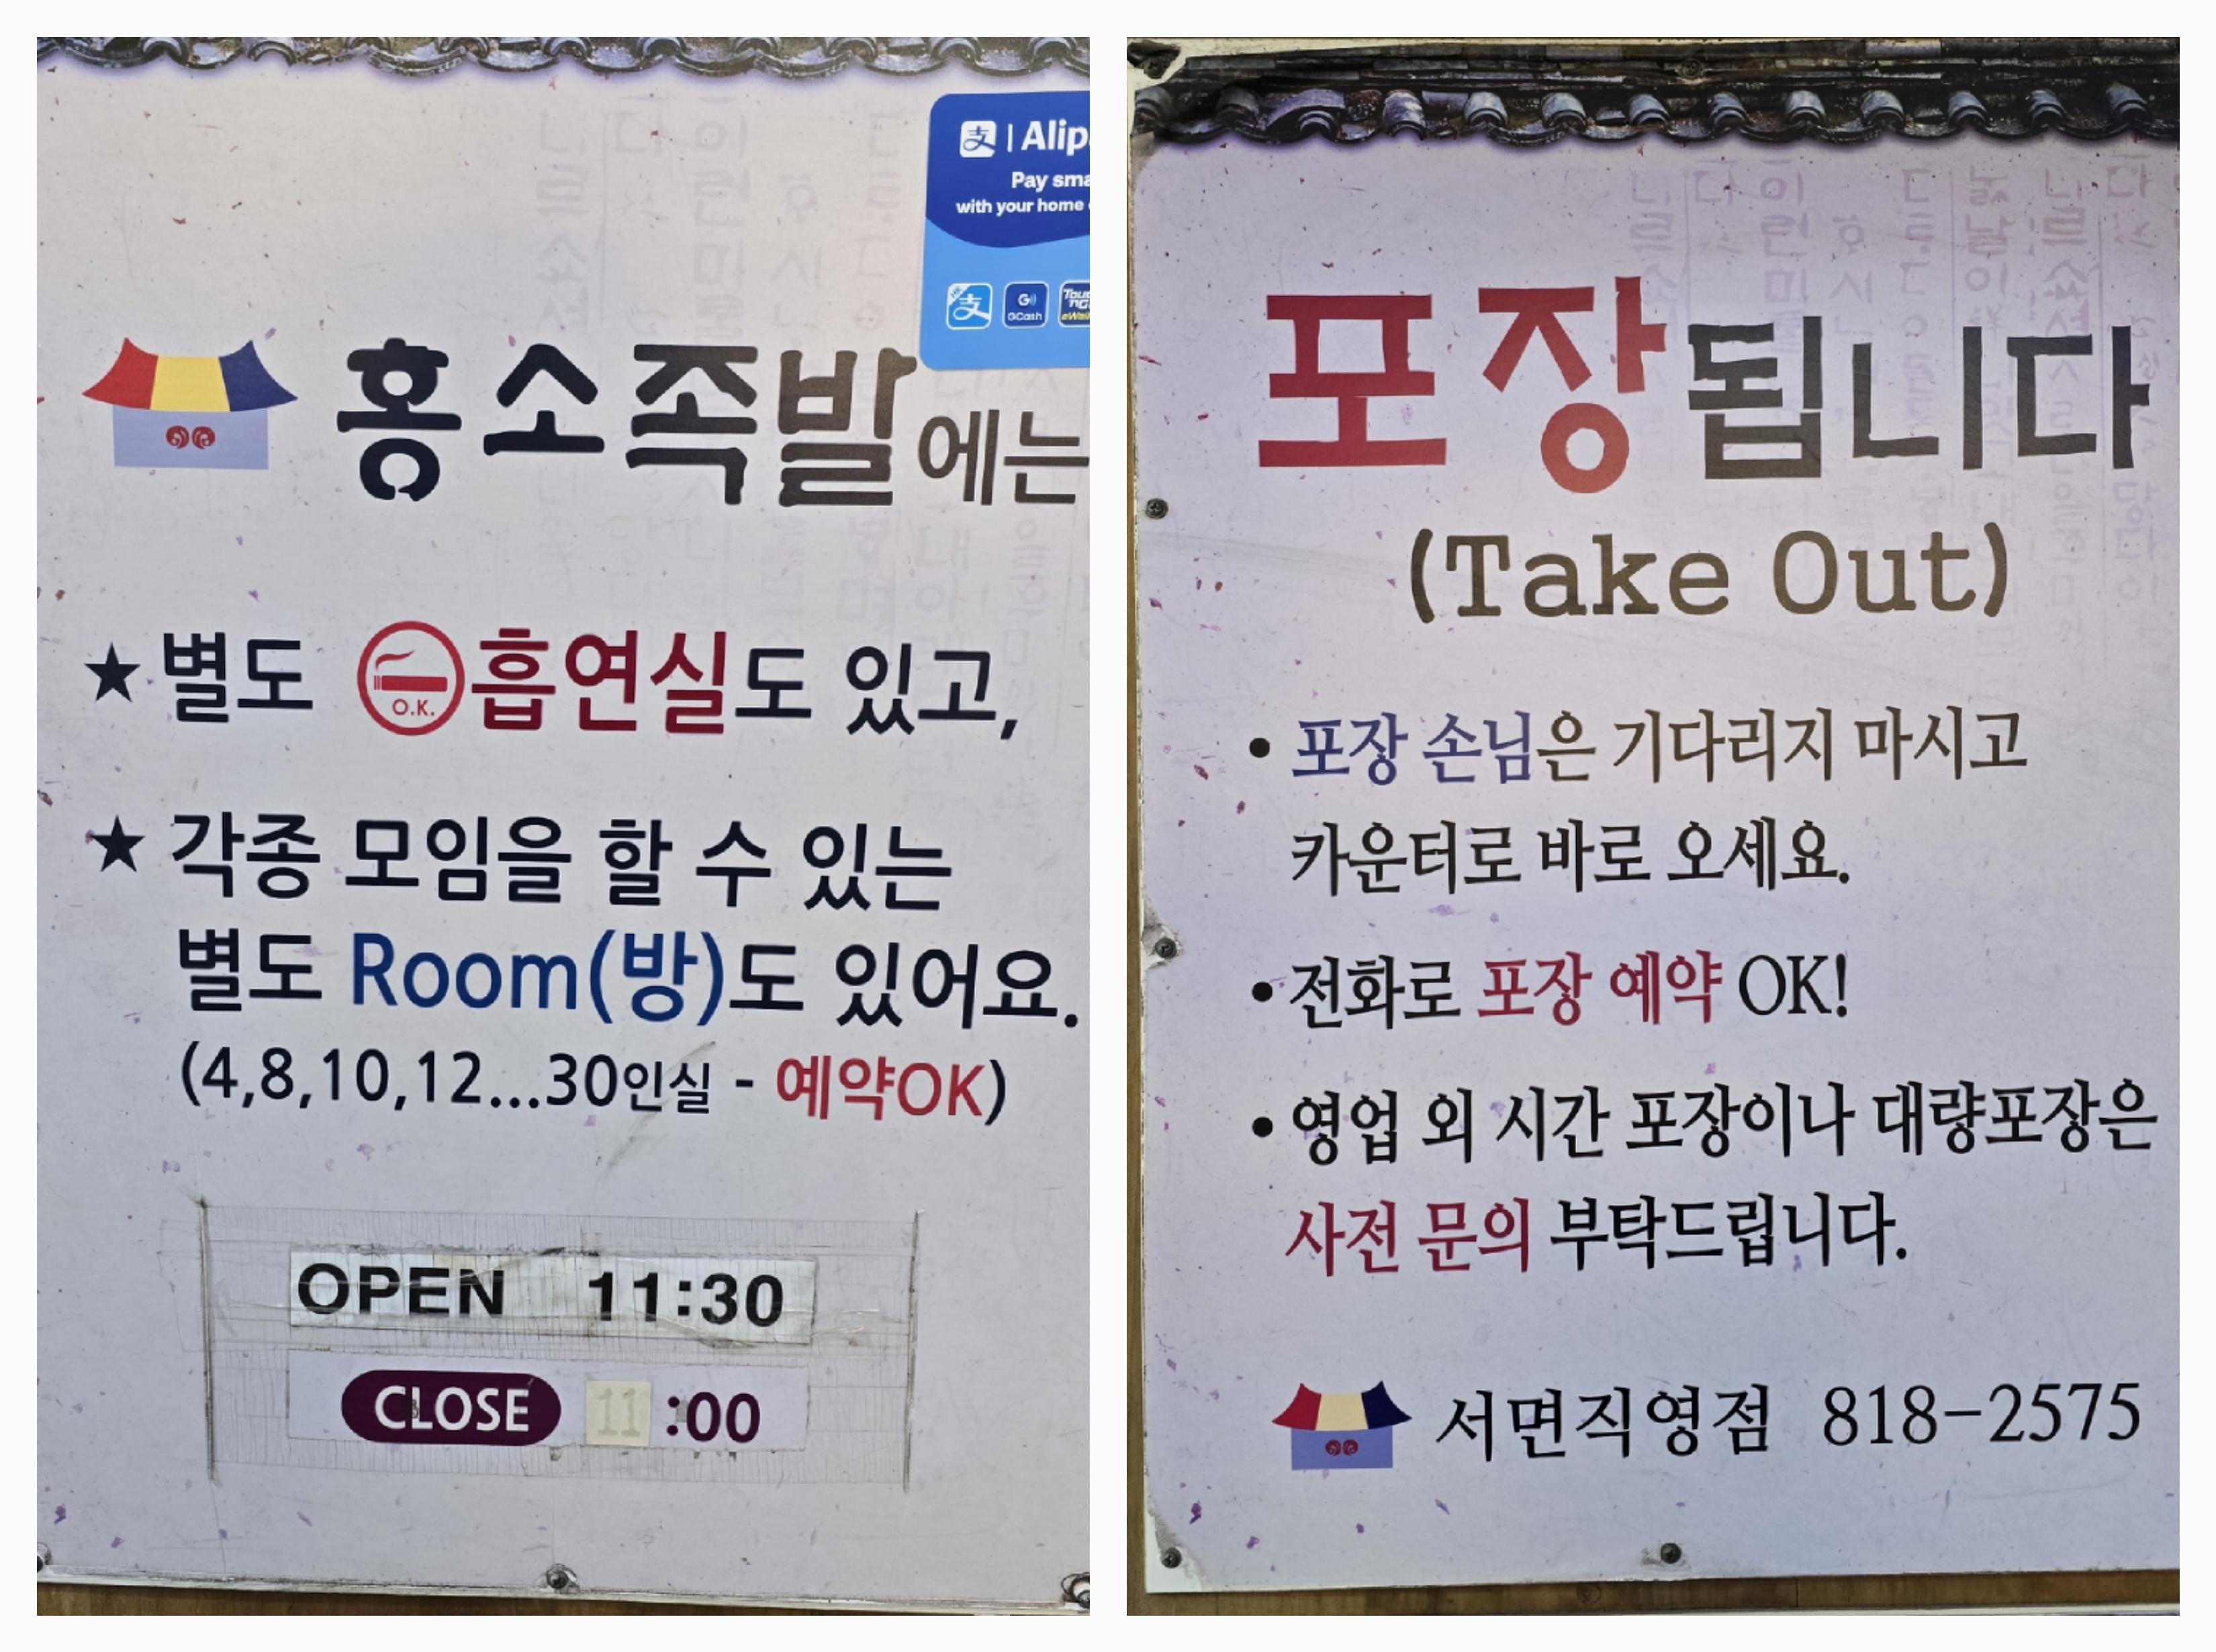 支 | Alip
Pay sma
with your home
支 GCash Touc
홍소족발에는
★ 별도 O.K. 흡연실도 있고,
★ 각종 모임을 할 수 있는
별도 Room(방)도 있어요.
(4,8,10,12...30인실 - 예약OK)
OPEN 11:30
CLOSE 11:00
포장됩니다
(Take Out)
• 포장 손님은 기다리지 마시고
카운터로 바로 오세요.
• 전화로 포장 예약 OK!
• 영업 외 시간 포장이나 대량포장은
사전 문의 부탁드립니다.
서면직영점 818-2575